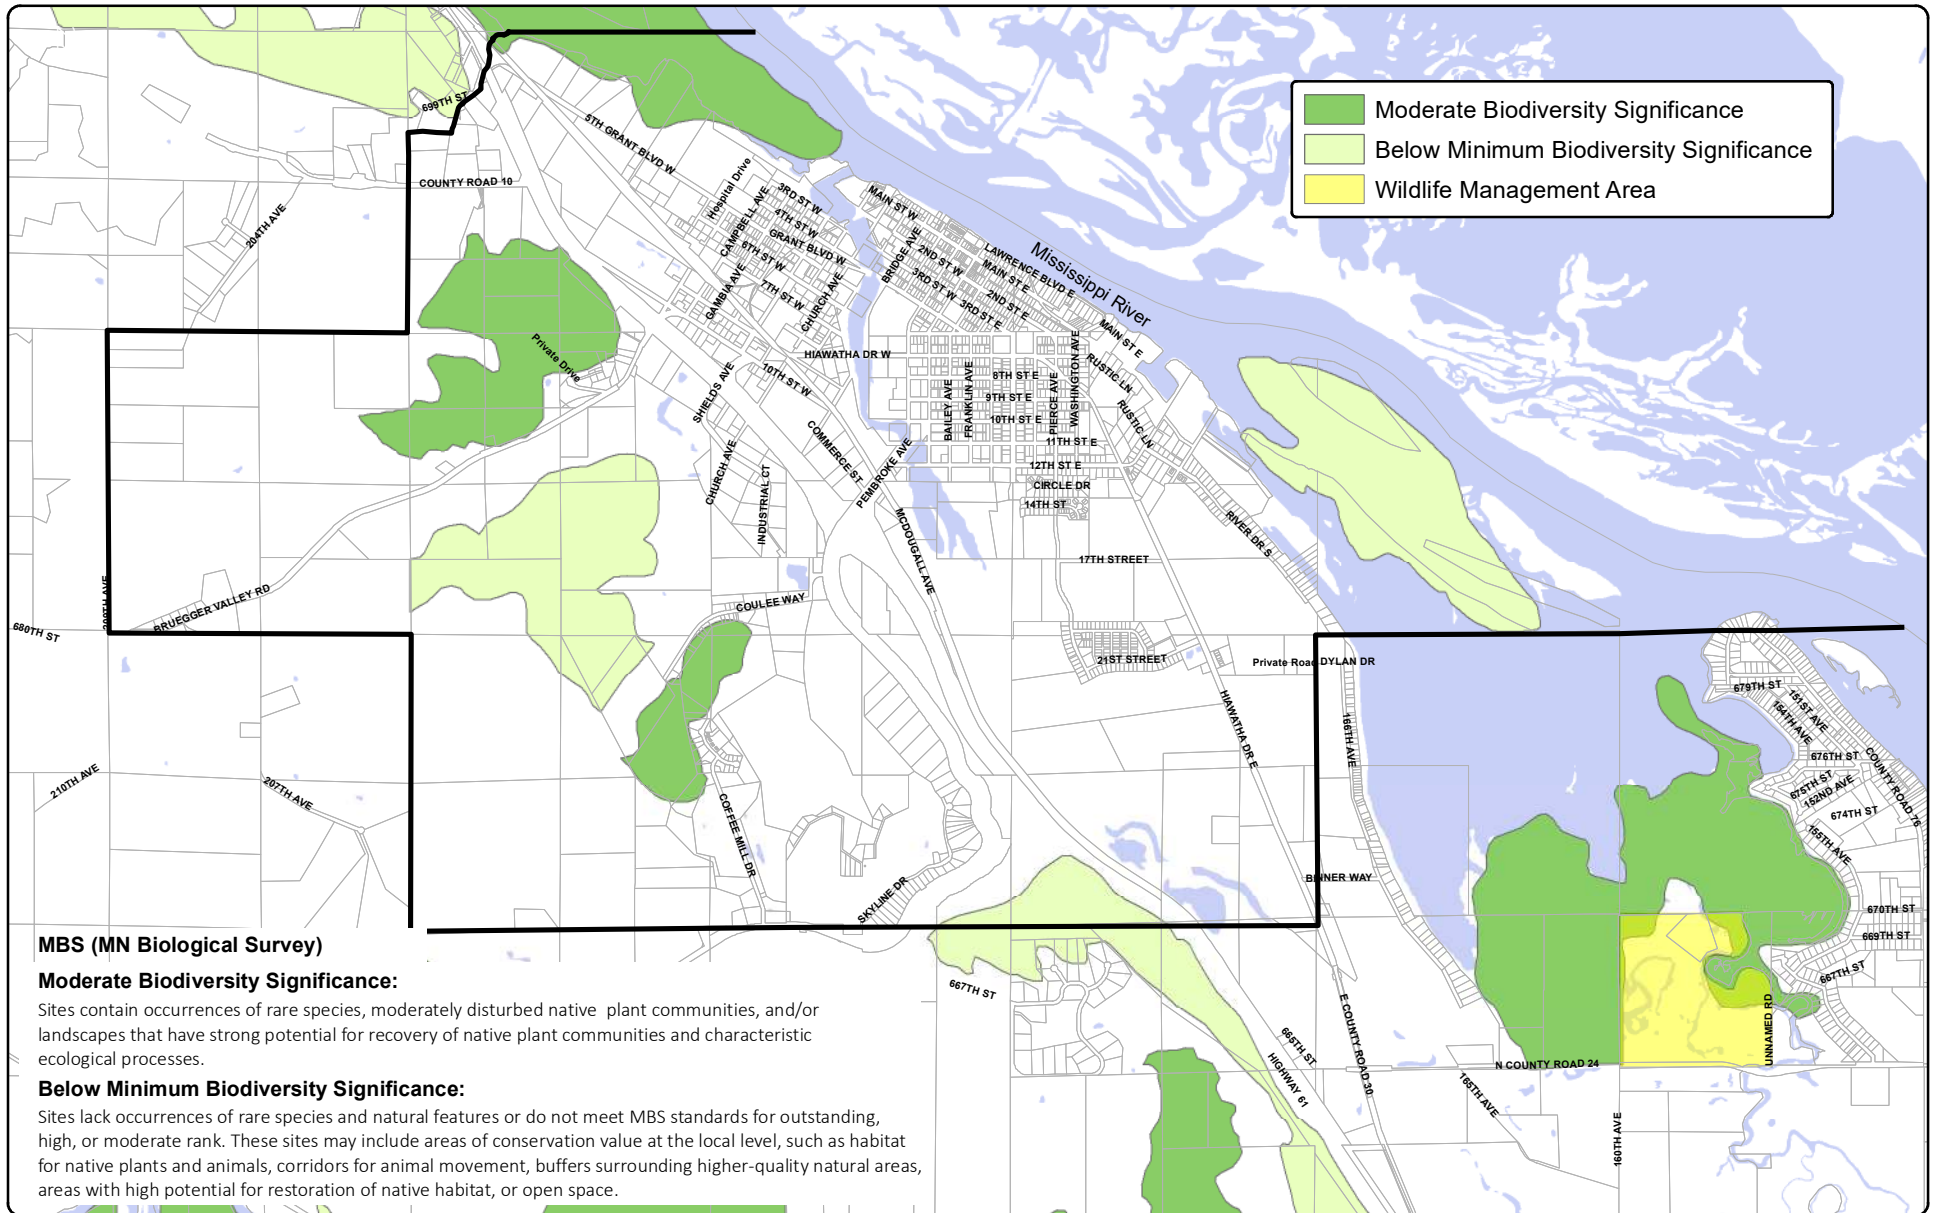 699TH ST
5TH GRANT BLVD W
COUNTY ROAD 10
204TH AVE
Hospital Drive
CAMPBELL AVE
3RD ST W
4TH ST W
GRANT BLVD W
6TH ST W
7TH ST W
GAMBIA AVE
CHURCH AVE
MAIN ST W
BRIDGE AVE
2ND ST W
3RD ST W
LAWRENCE BLVD E
MAIN ST E
2ND ST E
3RD ST E
Mississippi River
MAIN ST E
Moderate Biodiversity Significance
Below Minimum Biodiversity Significance
Wildlife Management Area
Private Drive
HIAWATHA DR W
10TH ST W
SHIELDS AVE
CHURCH AVE
INDUSTRIAL CT
COMMERCE ST
PEMBROKE AVE
MCDOUGALL AVE
BAILEY AVE
FRANKLIN AVE
8TH ST E
9TH ST E
10TH ST E
PIERCE AVE
WASHINGTON AVE
RUSTIC LN
RUSTIC LN
11TH ST E
12TH ST E
CIRCLE DR
14TH ST
RIVER DR S
17TH STREET
COULEE WAY
209TH AVE
BRUEGGER VALLEY RD
680TH ST
21ST STREET
Private Road
DYLAN DR
HIAWATHA DR E
166TH AVE
679TH ST
151ST AVE
154TH AVE
676TH ST
COUNTY ROAD 76
675TH ST
152ND AVE
674TH ST
155TH AVE
210TH AVE
207TH AVE
COFFEE MILL DR
SKYLINE DR
BINNER WAY
670TH ST
669TH ST
667TH ST
667TH ST
E COUNTY ROAD 30
665TH ST
HIGHWAY 61
N COUNTY ROAD 24
165TH AVE
160TH AVE
UNNAMED RD
MBS (MN Biological Survey)
Moderate Biodiversity Significance:
Sites contain occurrences of rare species, moderately disturbed native plant communities, and/or
landscapes that have strong potential for recovery of native plant communities and characteristic
ecological processes.
Below Minimum Biodiversity Significance:
Sites lack occurrences of rare species and natural features or do not meet MBS standards for outstanding,
high, or moderate rank. These sites may include areas of conservation value at the local level, such as habitat
for native plants and animals, corridors for animal movement, buffers surrounding higher-quality natural areas,
areas with high potential for restoration of native habitat, or open space.